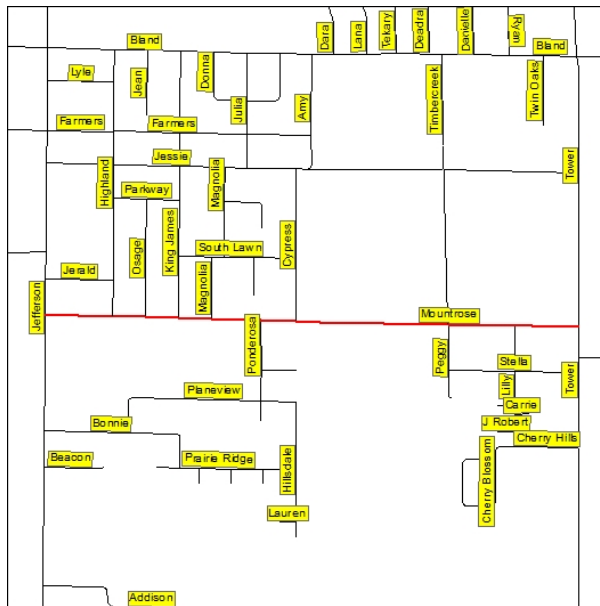 Dara
Lana
Tekary
Deadra
Danielle
Ryan
Bland
Bland
Lyle
Jean
Donna
Julia
Amy
Timbercreek
Twin Oaks
Farmers
Farmers
Jessie
Tower
Highland
Parkway
Magnolia
Osage
King James
South Lawn
Cypress
Jerald
Magnolia
Jefferson
Mountrose
Ponderosa
Peggy
Stella
Tower
Lilly
Planeview
Carrie
Bonnie
J Robert
Cherry Hills
Beacon
Prairie Ridge
Hillsdale
Cherry Blossom
Lauren
Addison